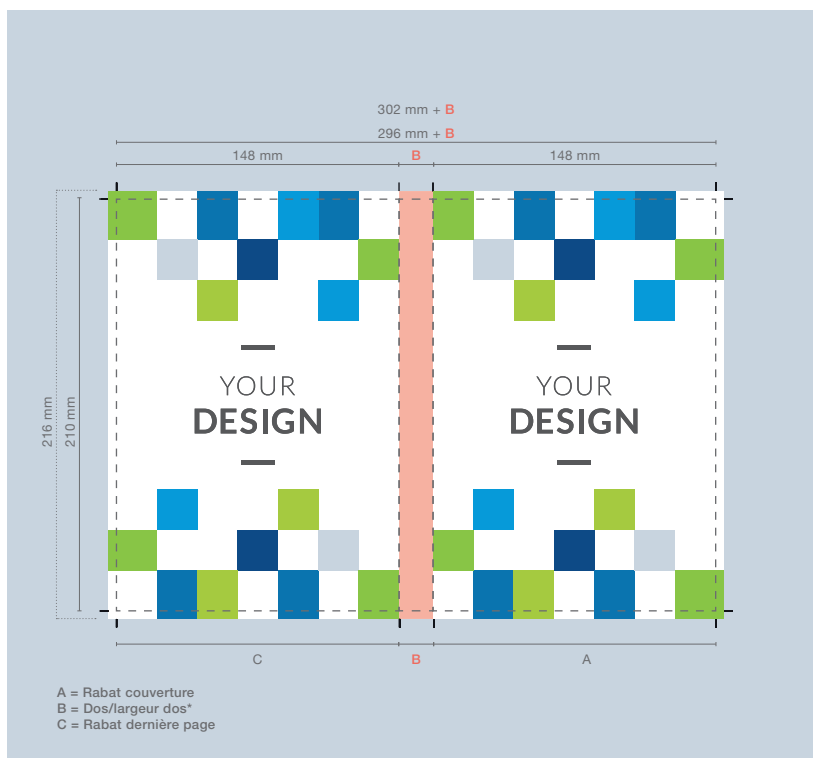 302 mm + B
296 mm + B
148 mm
B
148 mm
216 mm
210 mm
YOUR
DESIGN
YOUR
DESIGN
C
B
A
A = Rabat couverture
B = Dos/largeur dos*
C = Rabat dernière page